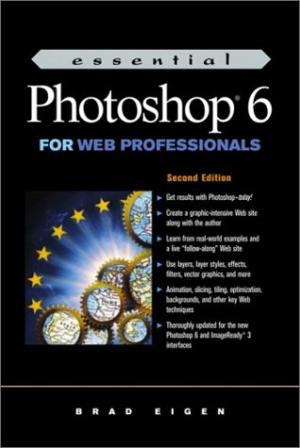 essential
Photoshop® 6
FOR WEB PROFESSIONALS
Second Edition
Get results with Photoshop—today!
Create a graphic-intensive Web site
along with the author
Learn from real-world examples and
a live "follow-along" Web site
Use layers, layer styles, effects,
filters, vector graphics, and more
Animation, slicing, tiling, optimization,
backgrounds, and other key Web
techniques
Thoroughly updated for the new
Photoshop 6 and ImageReady® 3
interfaces
BRAD EIGEN